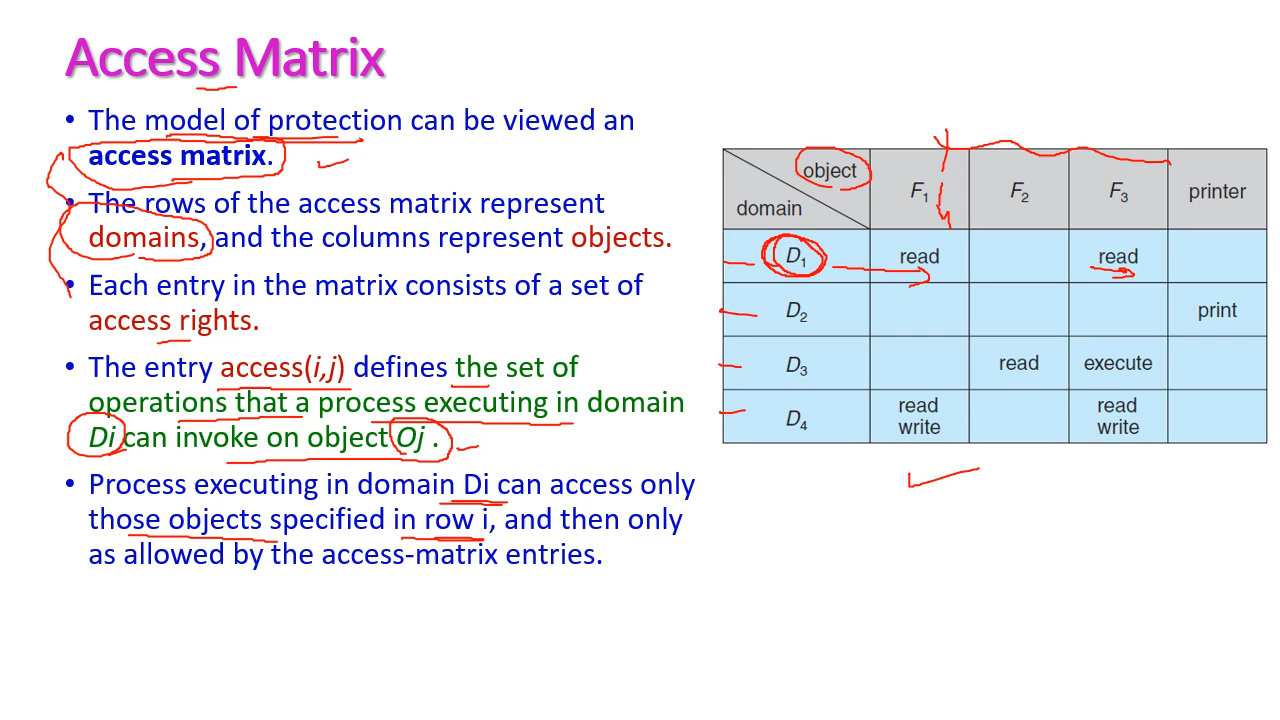 Access Matrix
• The model of protection can be viewed an
access matrix.
• The rows of the access matrix represent
domains, and the columns represent objects.
• Each entry in the matrix consists of a set of
access rights.
• The entry access(i,j) defines the set of
operations that a process executing in domain
Di can invoke on object Oj .
• Process executing in domain Di can access only
those objects specified in row i, and then only
as allowed by the access-matrix entries.
object
domain
F1 F2 F3 printer
D1 read read
D2 print
D3 read execute
D4 read write read write